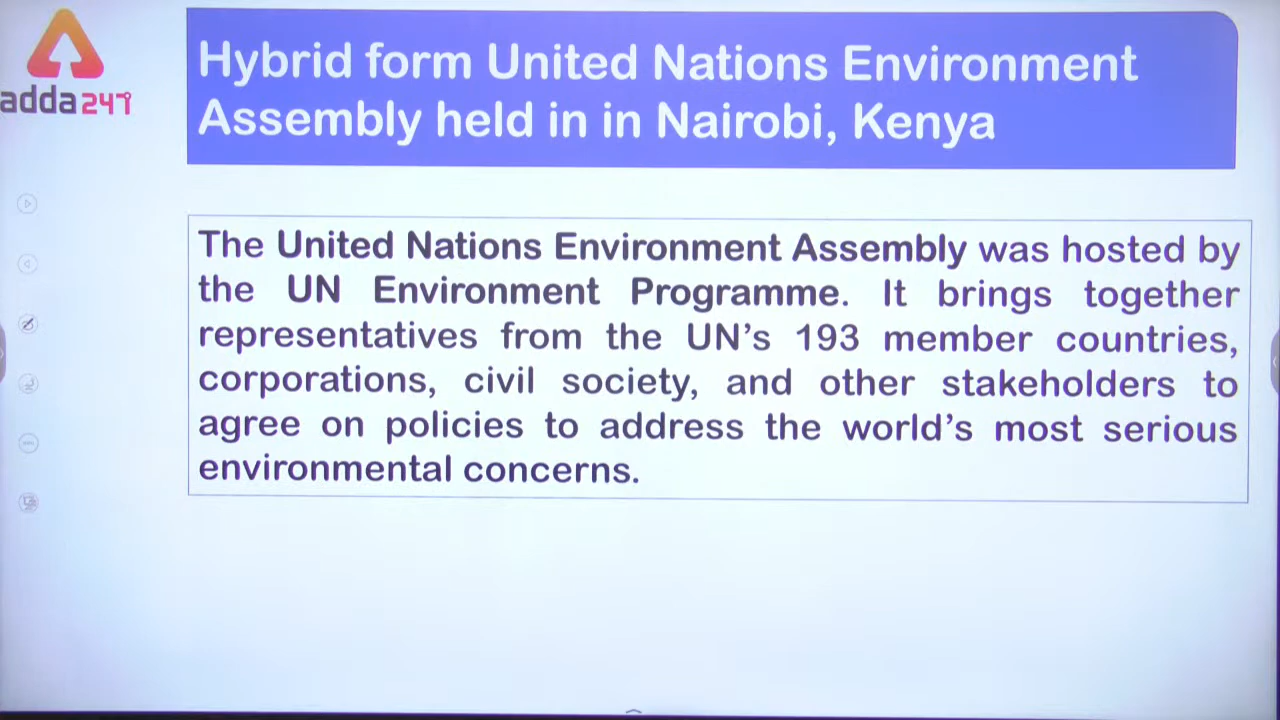 adda247
Hybrid form United Nations Environment
Assembly held in in Nairobi, Kenya
The United Nations Environment Assembly was hosted by
the UN Environment Programme. It brings together
representatives from the UN's 193 member countries,
corporations, civil society, and other stakeholders to
agree on policies to address the world's most serious
environmental concerns.